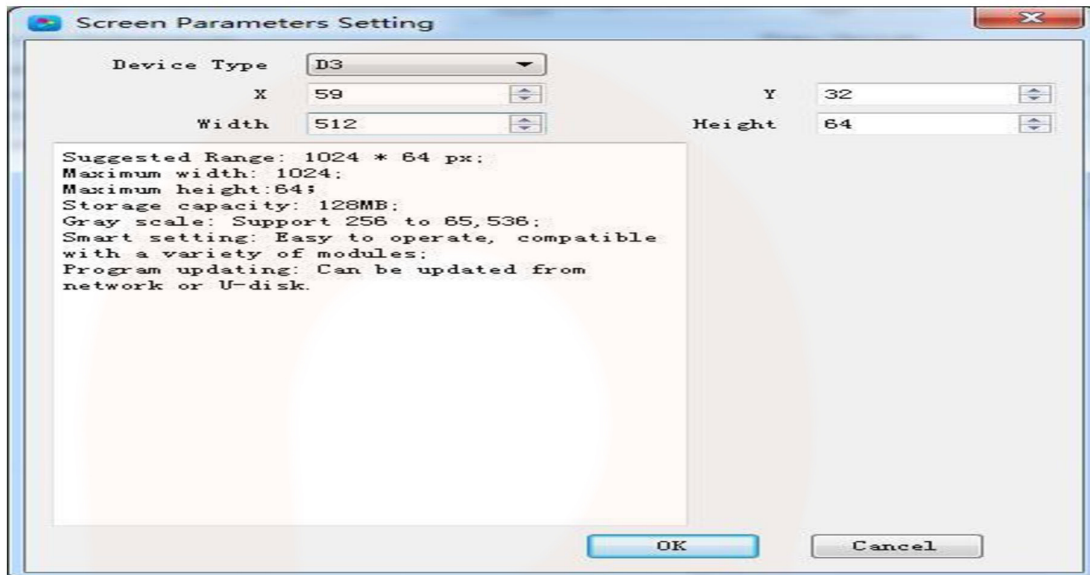 Screen Parameters Setting
Device Type D3
X 59 Y 32
Width 512 Height 64
Suggested Range: 1024 * 64 px;
Maximum width: 1024;
Maximum height:64;
Storage capacity: 128MB;
Gray scale: Support 256 to 65,536;
Smart setting: Easy to operate, compatible
with a variety of modules;
Program updating: Can be updated from
network or U-disk.
OK Cancel